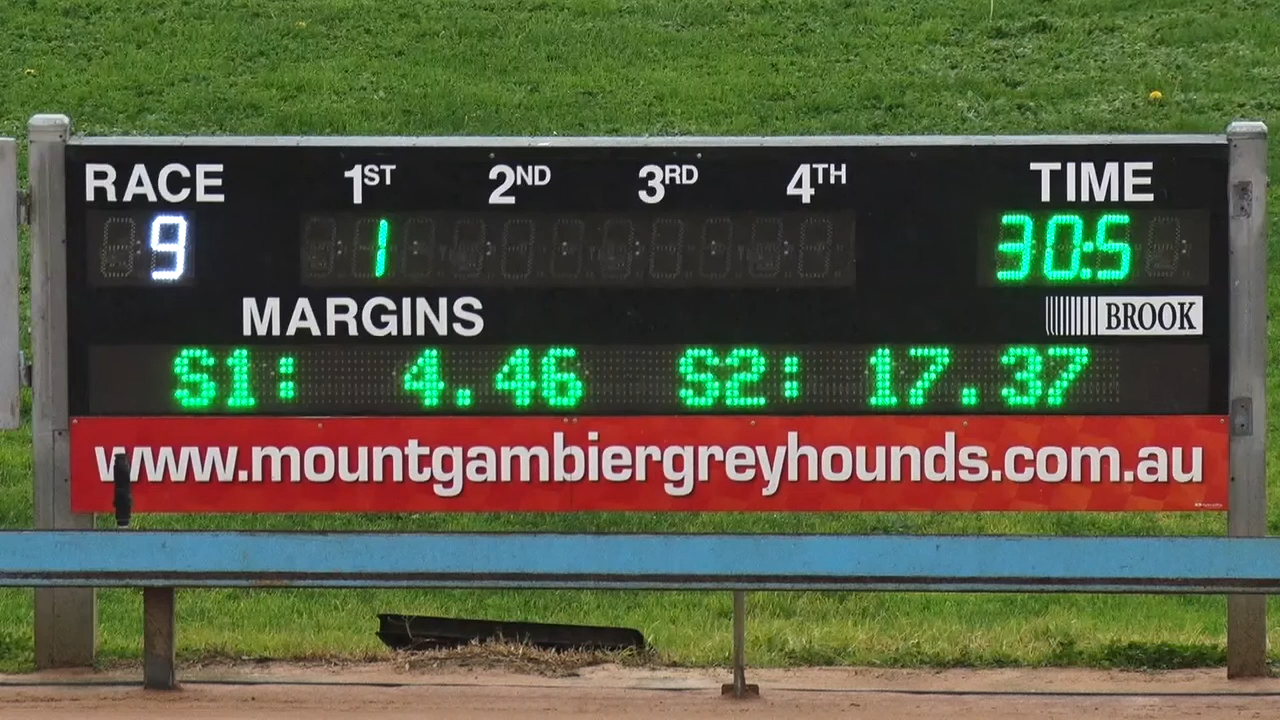 RACE 1ST 2ND 3RD 4TH TIME
9 1 30:5
MARGINS BROOK
S1: 4.46 S2: 17.37
www.mountgambiergreyhounds.com.au